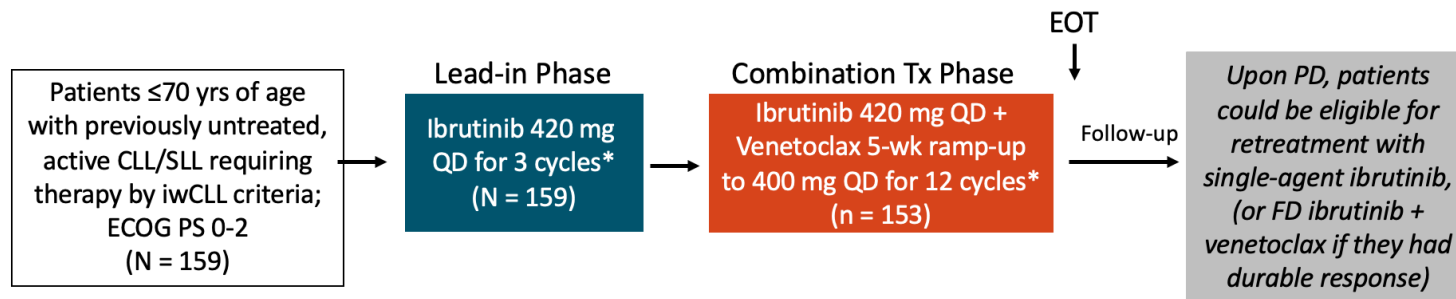 Patients ≤70 yrs of age
with previously untreated,
active CLL/SLL requiring
therapy by iwCLL criteria;
ECOG PS 0-2
(N = 159)
Lead-in Phase
Ibrutinib 420 mg
QD for 3 cycles*
(N = 159)
Combination Tx Phase
Ibrutinib 420 mg QD +
Venetoclax 5-wk ramp-up
to 400 mg QD for 12 cycles*
(n = 153)
EOT
Follow-up
Upon PD, patients
could be eligible for
retreatment with
single-agent ibrutinib,
(or FD ibrutinib +
venetoclax if they had
durable response)